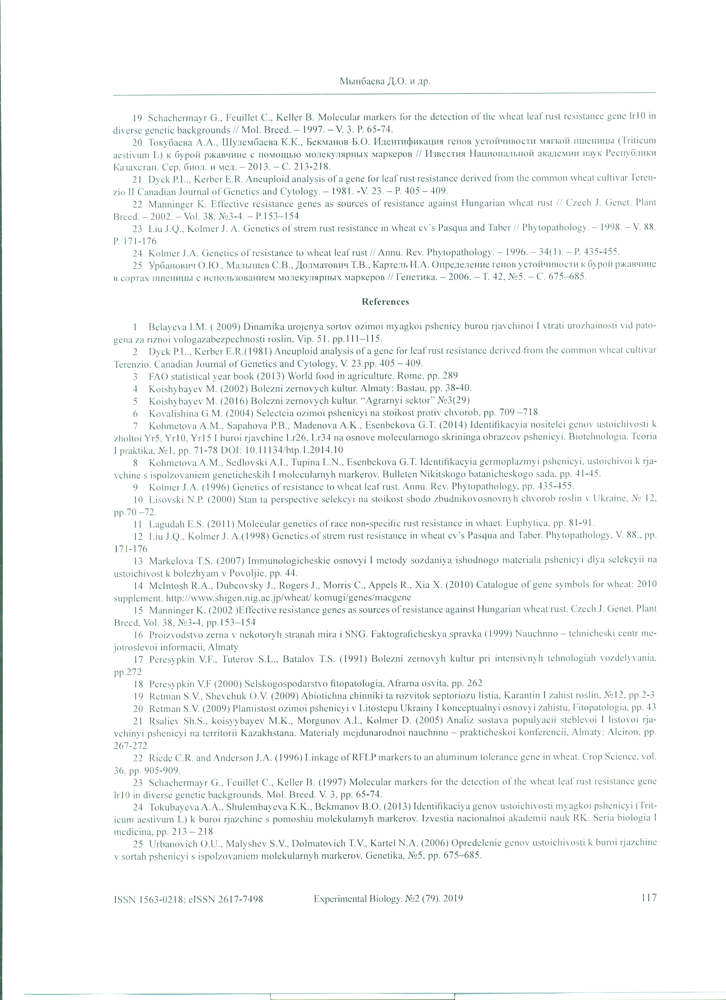 Мынбаева Д.О. и др.
19 Schachermayr G., Feuillet C., Keller B. Molecular markers for the detection of the wheat leaf rust resistance gene lr10 in
diverse genetic backgrounds // Mol. Breed. – 1997. – V. 3. P. 65-74.
20 Токубаева А.А., Шулембаева К.К., Бекманов Б.О. Идентификация генов устойчивости мягкой пшеницы (Triticum
aestivum L) к бурой ржавчине с помощью молекулярных маркеров // Известия Национальной академии наук Республики
Казахстан. Сер. биол. и мед. – 2013. – С. 213-218.
21 Dyck P.L., Kerber E.R. Aneuploid analysis of a gene for leaf rust resistance derived from the common wheat cultivar Teren-
zio II Canadian Journal of Genetics and Cytology. – 1981. -V. 23. – P. 405 – 409.
22 Manninger K. Effective resistance genes as sources of resistance against Hungarian wheat rust // Czech J. Genet. Plant
Breed. – 2002. – Vol. 38, №3-4. – P.153–154
23 Liu J.Q., Kolmer J. A. Genetics of strem rust resistance in wheat cv's Pasqua and Taber // Phytopathology. – 1998. – V. 88.
P. 171-176
24 Kolmer J.A. Genetics of resistance to wheat leaf rust // Annu. Rev. Phytopathology. – 1996. – 34(1). – P. 435-455.
25 Урбанович О.Ю., Малышев С.В., Долматович Т.В., Картель Н.А. Определение генов устойчивости к бурой ржавчине
в сортах пшеницы с использованием молекулярных маркеров // Генетика. – 2006. – Т. 42, №5. – С. 675–685.
References
1 Belayeva I.M. ( 2009) Dinamika urojenya sortov ozimoi myagkoi pshenicy burou rjavchinoi I vtrati urozhainosti vid pato-
gena za riznoi vologazabezpechnosti roslin, Vip. 51. pp.111–115.
2 Dyck P.L., Kerber E.R.(1981) Aneuploid analysis of a gene for leaf rust resistance derived from the common wheat cultivar
Terenzio. Canadian Journal of Genetics and Cytology, V. 23.pp. 405 – 409.
3 FAO statistical year book (2013) World food in agriculture. Rome, pp. 289
4 Koishybayev M. (2002) Bolezni zernovych kultur. Almaty: Bastau, pp. 38-40.
5 Koishybayev M. (2016) Bolezni zernovych kultur. “Agrarnyi sektor” №3(29)
6 Kovalishina G.M. (2004) Selectcia ozimoi pshenicyi na stoikost protiv chvorob, pp. 709 –718.
7 Kohmetova A.M., Sapahova P.B., Madenova A.K., Esenbekova G.T. (2014) Identifikacyia nositelei genov ustoichivosti k
zholtoi Yr5, Yr10, Yr15 I buroi rjavchine Lr26, Lr34 na osnove molecularnogo skrininga obrazcov pshenicyi. Biotehnologia. Teoria
I praktika, №1, pp. 71-78 DOI: 10.11134/btp.1.2014.10
8 Kohmetova A.M., Sedlovski A.I., Tupina L.N., Esenbekova G.T. Identifikacyia germoplazmyi pshenicyi, ustoichivoi k rja-
vchine s ispolzovaniem geneticheskih I molecularnyh markerov. Bulleten Nikitskogo batanicheskogo sada, pp. 41-45.
9 Kolmer J.A. (1996) Genetics of resistance to wheat leaf rust. Annu. Rev. Phytopathology, pp. 435-455.
10 Lisovski N.P. (2000) Stan ta perspective selekcyi na stoikost shodo zbudnikovosnovnyh chvorob roslin v Ukraine, № 12,
pp.70 –72.
11 Lagudah E.S. (2011) Molecular genetics of race non-specific rust resistance in whaet. Euphytica, pp. 81-91.
12 Liu J.Q., Kolmer J. A.(1998) Genetics of strem rust resistance in wheat cv's Pasqua and Taber. Phytopathology, V. 88., pp.
171-176
13 Markelova T.S. (2007) Immunologicheskie osnovyi I metody sozdaniya ishodnogo materiala pshenicyi dlya selekcyii na
ustoichivost k bolezhyam v Povoljie, pp. 44.
14 McIntosh R.A., Dubcovsky J., Rogers J., Morris C., Appels R., Xia X. (2010) Catalogue of gene symbols for wheat: 2010
supplement. http://www.shigen.nig.ac.jp/wheat/ komugi/genes/macgene
15 Manninger K. (2002 )Effective resistance genes as sources of resistance against Hungarian wheat rust. Czech J. Genet. Plant
Breed, Vol. 38, №3-4, pp.153–154
16 Proizvodstvo zerna v nekotoryh stranah mira i SNG. Faktograficheskya spravka (1999) Nauchnno – tehnicheski centr me-
jotroslevoi informacii, Almaty
17 Peresypkin V.F., Tuterov S.L., Batalov T.S. (1991) Bolezni zernovyh kultur pri intensivnyh tehnologiah vozdelyvania,
pp.272
18 Peresypkin V.F (2000) Selskogospodarstvo fitopatologia, Afrarna osvita, pp. 262
19 Retman S.V., Shevchuk O.V. (2009) Abiotichna chinniki ta rozvitok septoriozu listia, Karantin I zahist roslin, №12, pp.2-3
20 Retman S.V. (2009) Plamistost ozimoi pshenicyi v Litostepu Ukrainy I konceptualnyi osnovyi zahistu, Fitopatologia, pp. 43
21 Rsaliev Sh.S., koisyybayev M.K., Morgunov A.I., Kolmer D. (2005) Analiz sostava populyacii steblevoi I listovoi rja-
vchinyi pshenicyi na territorii Kazakhstana. Materialy mejdunarodnoi nauchnno – prakticheskoi konferencii, Almaty: Aleiron, pp.
267-272
22 Riede C.R. and Anderson J.A. (1996) Linkage of RFLP markers to an aluminum tolerance gene in wheat. Crop Science, vol.
36, pp. 905-909.
23 Schachermayr G., Feuillet C., Keller B. (1997) Molecular markers for the detection of the wheat leaf rust resistance gene
lr10 in diverse genetic backgrounds. Mol. Breed. V. 3, pp. 65-74.
24 Tokubayeva A.A., Shulembayeva K.K., Bekmanov B.O. (2013) Identifikaciya genov ustoichivosti myagkoi pshenicyi (Trit-
icum aestivum L) k buroi rjazchine s pomoshiu molekularnyh markerov. Izvestia nacionalnoi akademii nauk RK. Seria biologia I
medicina, pp. 213 – 218
25 Urbanovich O.U., Malyshev S.V., Dolmatovich T.V., Kartel N.A. (2006) Opredelenie genov ustoichivosti k buroi rjazchine
v sortah pshenicyi s ispolzovaniem molekularnyh markerov. Genetika, №5, pp. 675–685.
ISSN 1563-0218; eISSN 2617-7498 Experimental Biology. №2 (79). 2019 117